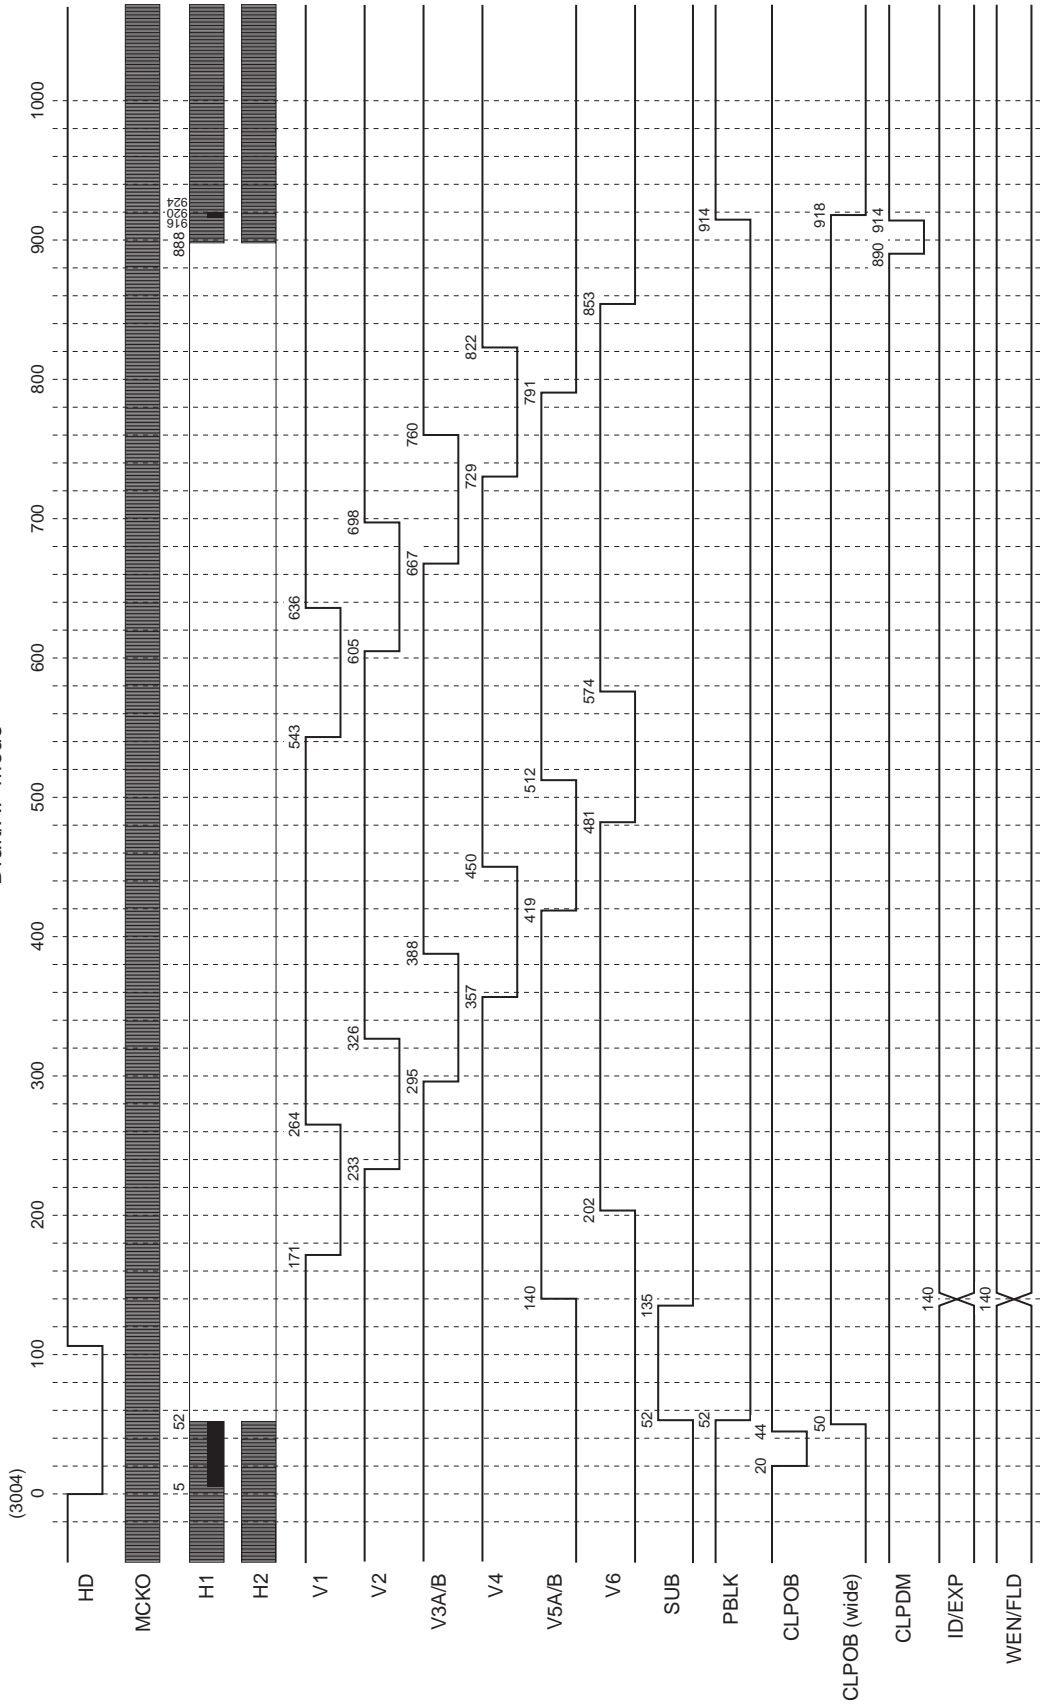 (3004)
0 100 200 300 400 500 600 700 800 900 1000
HD
MCKO
H1 5 52 888 916 920 924
H2
V1 171 264 543 636
V2 233 326 605 698
V3A/B 295 388 667 760
V4 357 450 729 822
V5A/B 140 419 512 791
V6 202 481 574 853
SUB 52 135
PBLK 52 914
CLPOB 20 44
CLPOB (wide) 50 918
CLPDM 890 914
ID/EXP 140
WEN/FLD 140